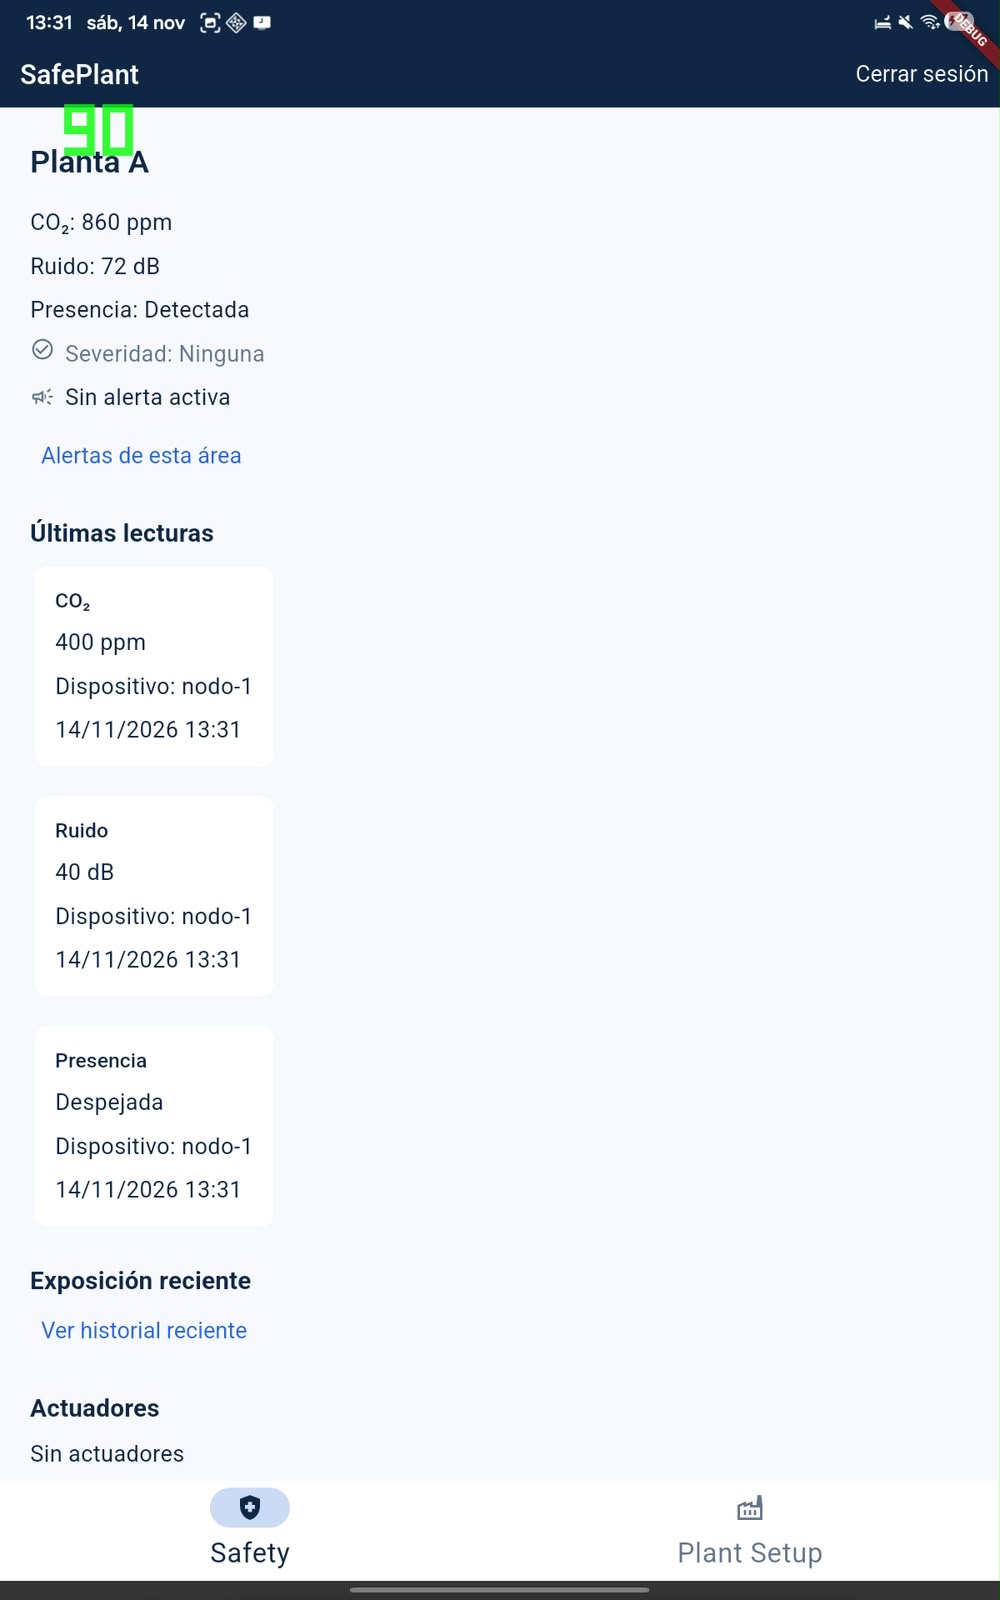 13:31 sáb, 14 nov
DEBUG
SafePlant
Cerrar sesión
90
Planta A
CO₂: 860 ppm
Ruido: 72 dB
Presencia: Detectada
Severidad: Ninguna
Sin alerta activa
Alertas de esta área
Últimas lecturas
CO₂
400 ppm
Dispositivo: nodo-1
14/11/2026 13:31
Ruido
40 dB
Dispositivo: nodo-1
14/11/2026 13:31
Presencia
Despejada
Dispositivo: nodo-1
14/11/2026 13:31
Exposición reciente
Ver historial reciente
Actuadores
Sin actuadores
Safety
Plant Setup